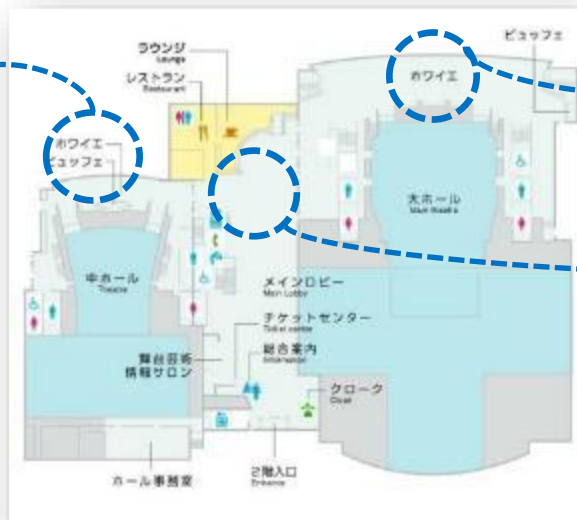 ラウンジ
Lounge
レストラン
Restaurant
ビュッフェ
ホワイエ
ホワイエ
ビュッフェ
大ホール
Main theatre
中ホール
Theatre
メインロビー
Main Lobby
チケットセンター
Ticket center
総合案内
Information
舞台芸術
情報サロン
クローク
Cloak
ホール事務室
2階入口
Entrance